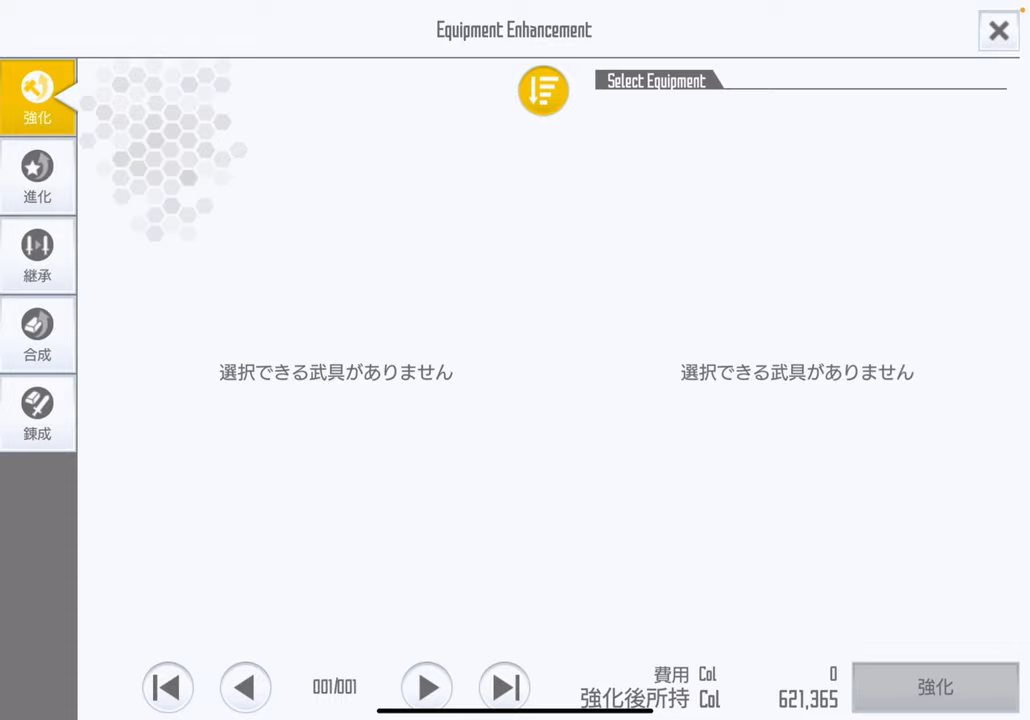 Equipment Enhancement
強化
Select Equipment
進化
継承
合成
錬成
選択できる武具がありません
選択できる武具がありません
001/001
費用 Col 0
強化後所持 Col 621,365
強化